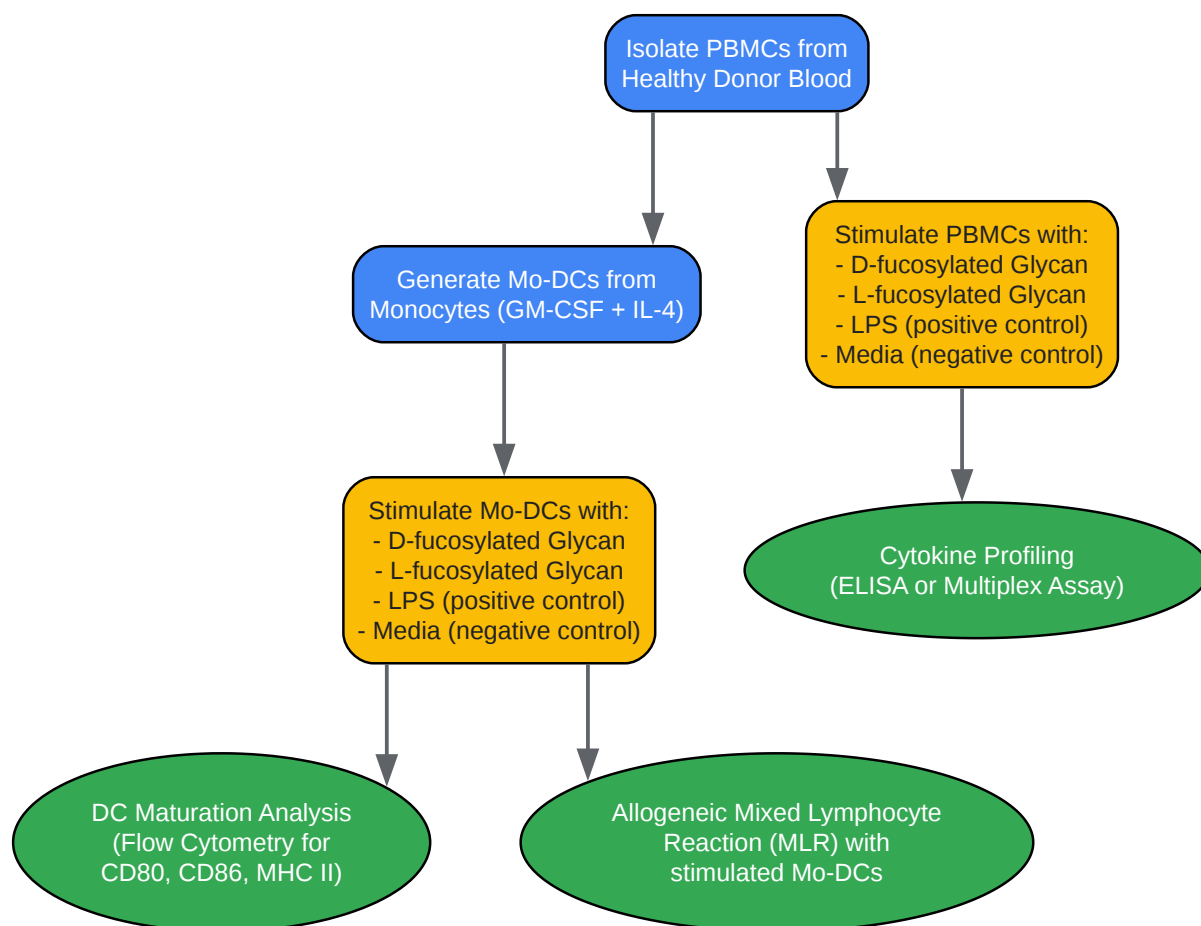 Isolate PBMCs from
Healthy Donor Blood
Stimulate PBMCs with:
- D-fucosylated Glycan
- L-fucosylated Glycan
- LPS (positive control)
- Media (negative control)
Generate Mo-DCs from
Monocytes (GM-CSF + IL-4)
Stimulate Mo-DCs with:
- D-fucosylated Glycan
- L-fucosylated Glycan
- LPS (positive control)
- Media (negative control)
Cytokine Profiling
(ELISA or Multiplex Assay)
DC Maturation Analysis
(Flow Cytometry for
CD80, CD86, MHC II)
Allogeneic Mixed Lymphocyte
Reaction (MLR) with
stimulated Mo-DCs